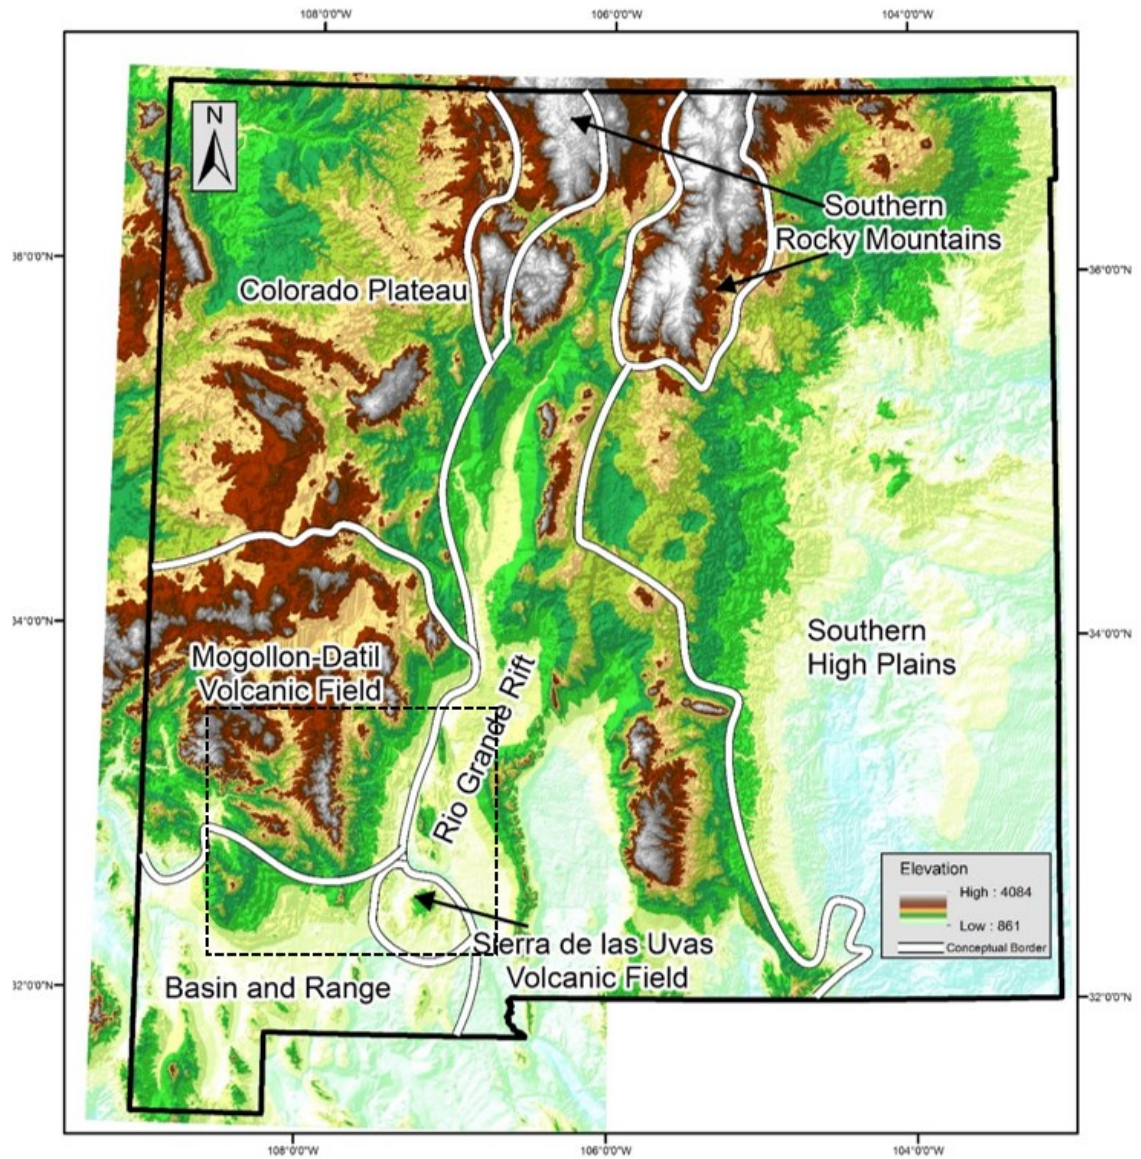 108°0'0"W
106°0'0"W
104°0'0"W
N
Southern
Rocky Mountains
36°0'0"N
36°0'0"N
Colorado Plateau
34°0'0"N
34°0'0"N
Southern
High Plains
Mogollon-Datil
Volcanic Field
Rio Grande Rift
Elevation
High : 4084
Low : 861
Conceptual Border
Sierra de las Uvas
Volcanic Field
Basin and Range
32°0'0"N
32°0'0"N
108°0'0"W
106°0'0"W
104°0'0"W